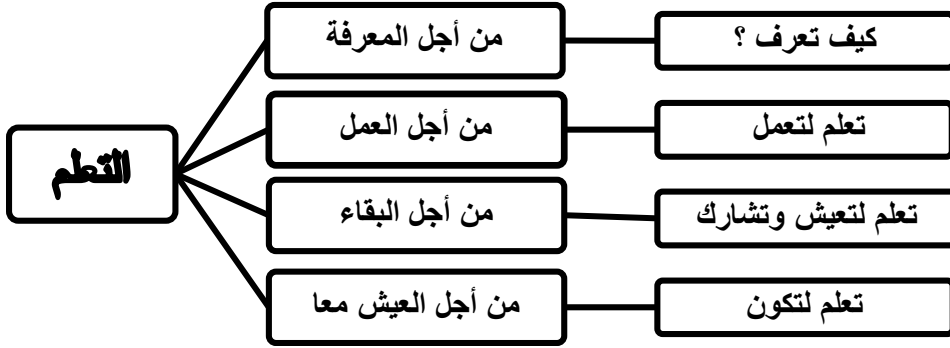 التعلم
من أجل المعرفة
كيف تعرف ؟
من أجل العمل
تعلم لتعمل
من أجل البقاء
تعلم لتعيش وتشارك
من أجل العيش معا
تعلم لتكون